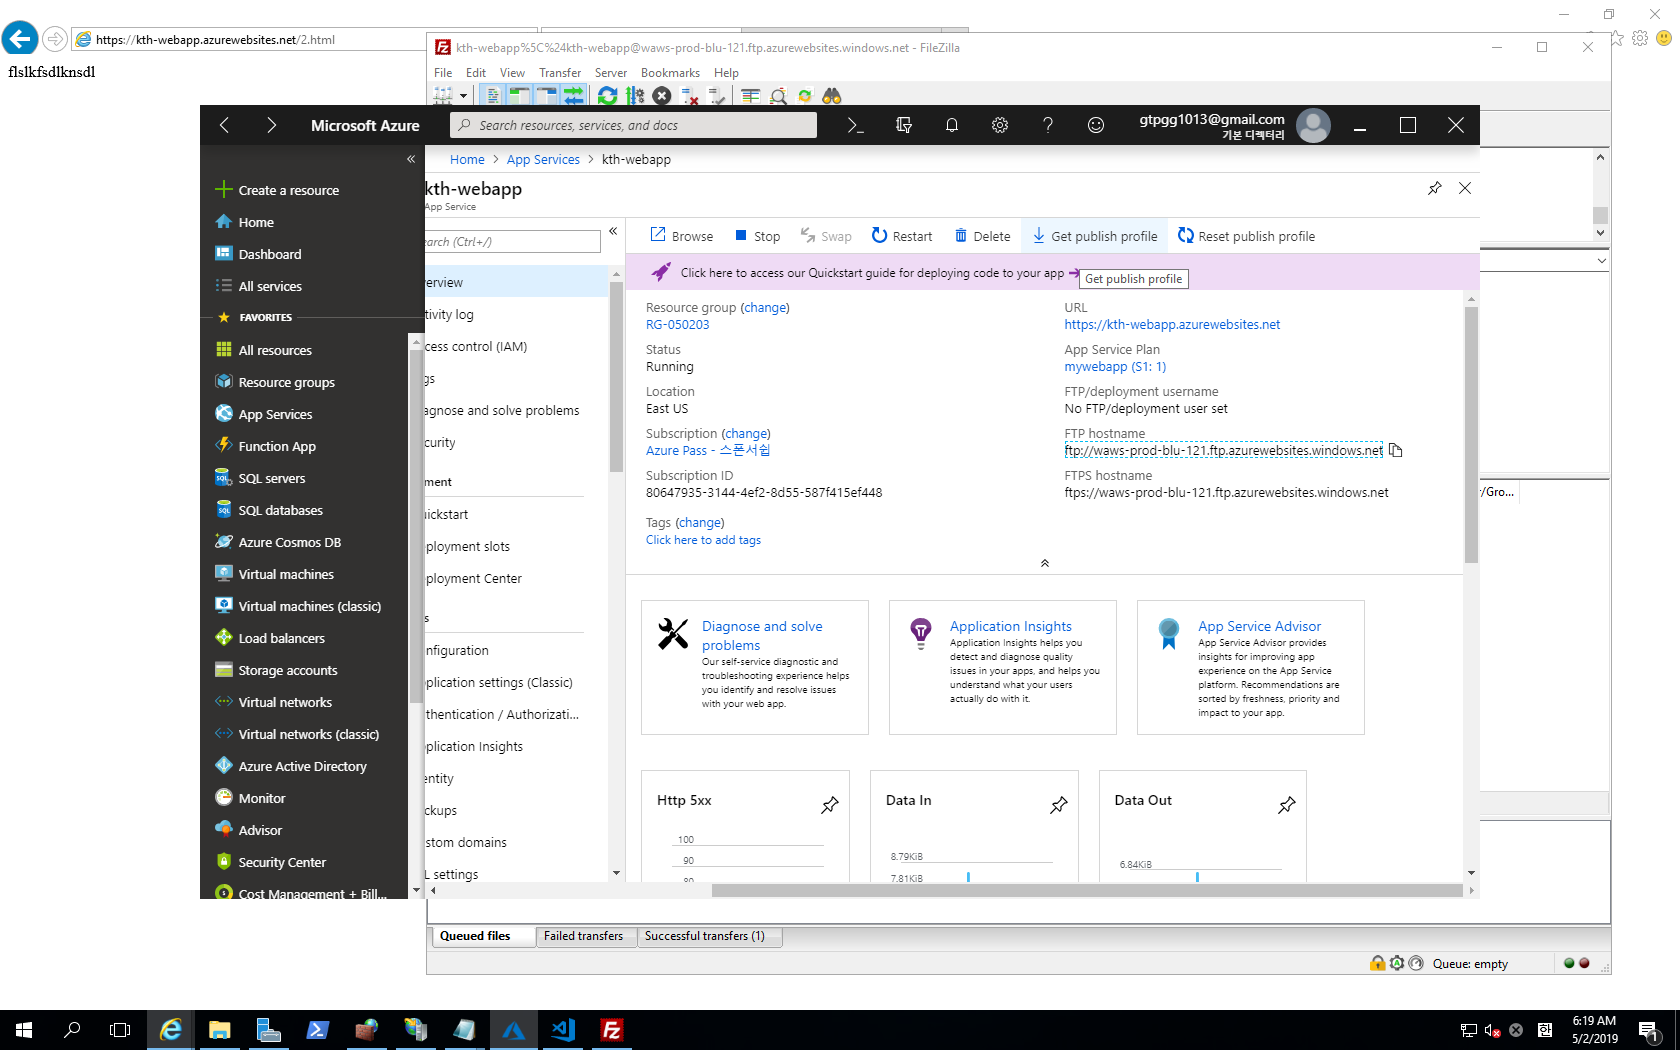 https://kth-webapp.azurewebsites.net/2.html
flslkfsdlknsdl
kth-webapp%5C%24kth-webapp@waws-prod-blu-121.ftp.azurewebsites.windows.net - FileZilla
File Edit View Transfer Server Bookmarks Help
Microsoft Azure
Search resources, services, and docs
gtpgg1013@gmail.com
기본 디렉터리
Create a resource
Home
Dashboard
All services
FAVORITES
All resources
Resource groups
App Services
Function App
SQL servers
SQL databases
Azure Cosmos DB
Virtual machines
Virtual machines (classic)
Load balancers
Storage accounts
Virtual networks
Virtual networks (classic)
Azure Active Directory
Monitor
Advisor
Security Center
Cost Management + Bill...
Home > App Services > kth-webapp
kth-webapp
App Service
earch (Ctrl+/)
erview
tivity log
cess control (IAM)
gs
agnose and solve problems
curity
ment
uickstart
ployment slots
ployment Center
s
nfiguration
plication settings (Classic)
thentication / Authorizati...
plication Insights
entity
ckups
stom domains
L settings
Browse Stop Swap Restart Delete Get publish profile Reset publish profile
Click here to access our Quickstart guide for deploying code to your app
Get publish profile
Resource group (change)
RG-050203
Status
Running
Location
East US
Subscription (change)
Azure Pass - 스폰서쉽
Subscription ID
80647935-3144-4ef2-8d55-587f415ef448
Tags (change)
Click here to add tags
URL
https://kth-webapp.azurewebsites.net
App Service Plan
mywebapp (S1: 1)
FTP/deployment username
No FTP/deployment user set
FTP hostname
ftp://waws-prod-blu-121.ftp.azurewebsites.windows.net
FTPS hostname
ftps://waws-prod-blu-121.ftp.azurewebsites.windows.net
Diagnose and solve
problems
Our self-service diagnostic and
troubleshooting experience helps
you identify and resolve issues
with your web app.
Application Insights
Application Insights helps you
detect and diagnose quality
issues in your apps, and helps you
understand what your users
actually do with it.
App Service Advisor
App Service Advisor provides
insights for improving app
experience on the App Service
platform. Recommendations are
sorted by freshness, priority and
impact to your app.
Http 5xx
100
90
80
Data In
8.79KiB
7.81KiB
Data Out
6.84KiB
r/Gro...
Queued files Failed transfers Successful transfers (1)
Queue: empty
6:19 AM
5/2/2019
1